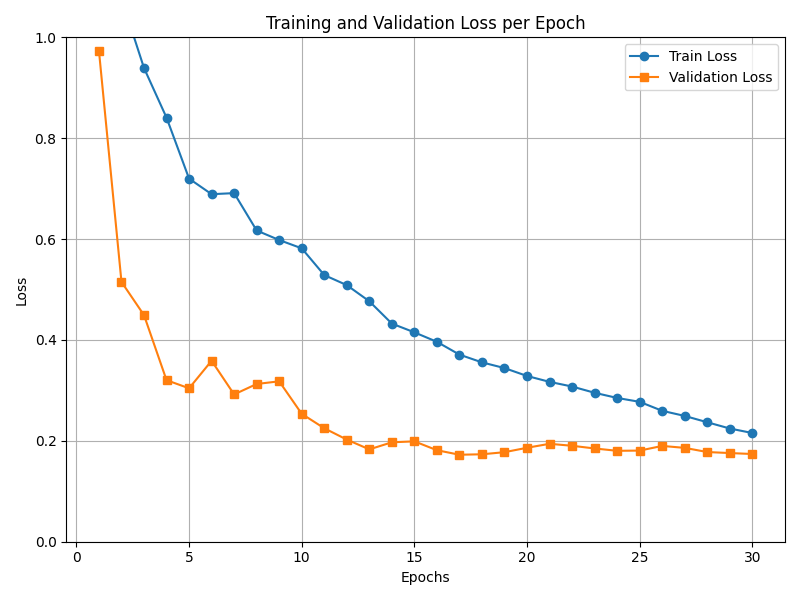 Training and Validation Loss per Epoch
Train Loss
Validation Loss
1.0
0.8
0.6
0.4
0.2
0.0
Loss
0 5 10 15 20 25 30
Epochs